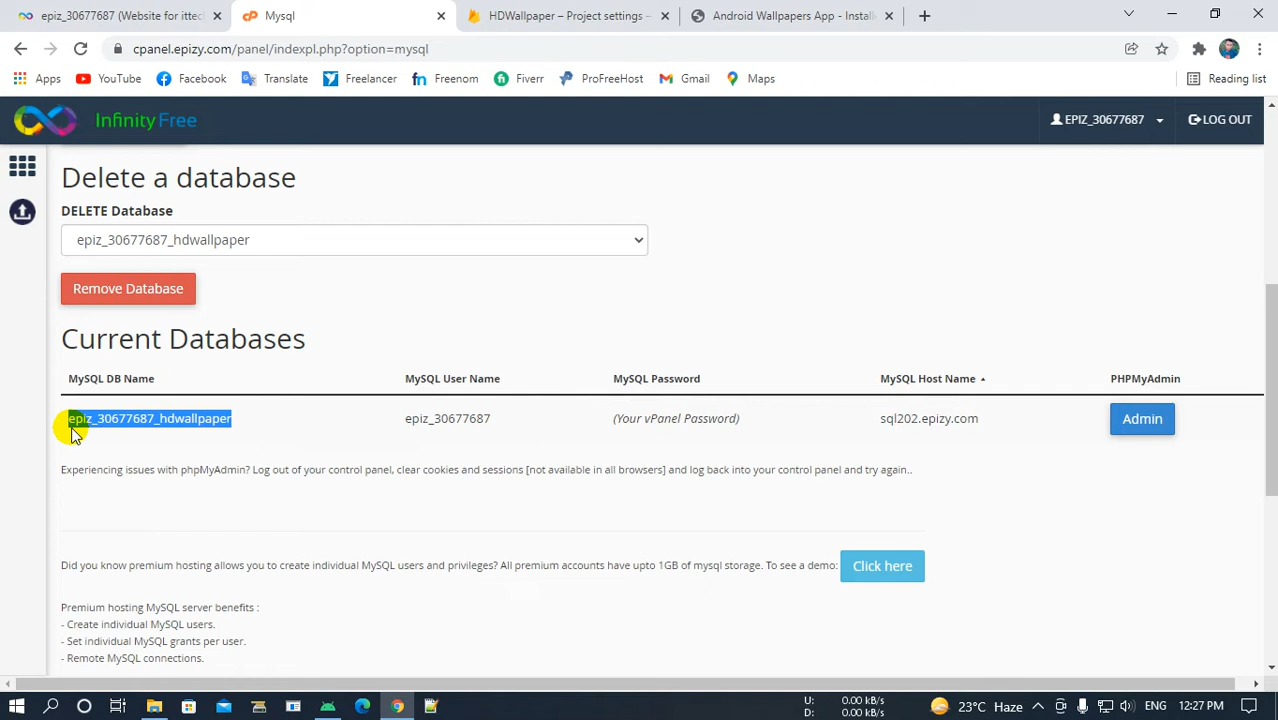 epiz_30677687 (Website for ittec
Mysql
HDWallpaper – Project settings –
Android Wallpapers App - Install
cpanel.epizy.com/panel/indexpl.php?option=mysql
Apps YouTube Facebook Translate Freelancer Freenom Fiverr ProFreeHost Gmail Maps Reading list
InfinityFree EPIZ_30677687 LOG OUT
Delete a database
DELETE Database
epiz_30677687_hdwallpaper
Remove Database
Current Databases
MySQL DB Name MySQL User Name MySQL Password MySQL Host Name PHPMyAdmin
epiz_30677687_hdwallpaper epiz_30677687 (Your vPanel Password) sql202.epizy.com Admin
Experiencing issues with phpMyAdmin? Log out of your control panel, clear cookies and sessions [not available in all browsers] and log back into your control panel and try again..
Did you know premium hosting allows you to create individual MySQL users and privileges? All premium accounts have upto 1GB of mysql storage. To see a demo: Click here
Premium hosting MySQL server benefits :
- Create individual MySQL users.
- Set individual MySQL grants per user.
- Remote MySQL connections.
U: 0.00 kB/s
D: 0.00 kB/s
23°C Haze ENG 12:27 PM